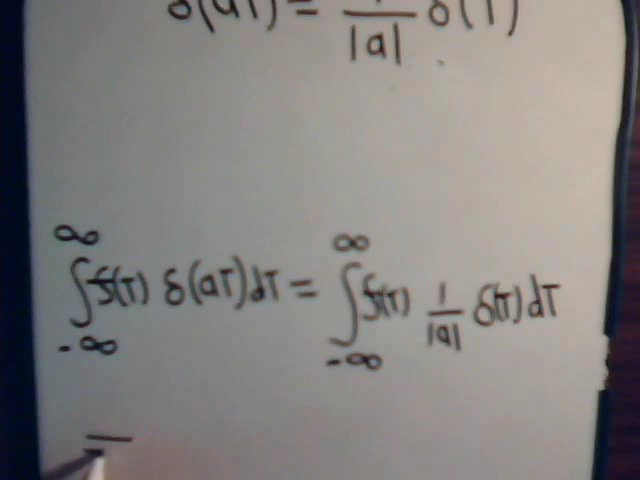 δ(aT) = 1/|a| δ(T)
∫_{-∞}^{∞} f(T) δ(aT) dT = ∫_{-∞}^{∞} f(T) 1/|a| δ(T) dT